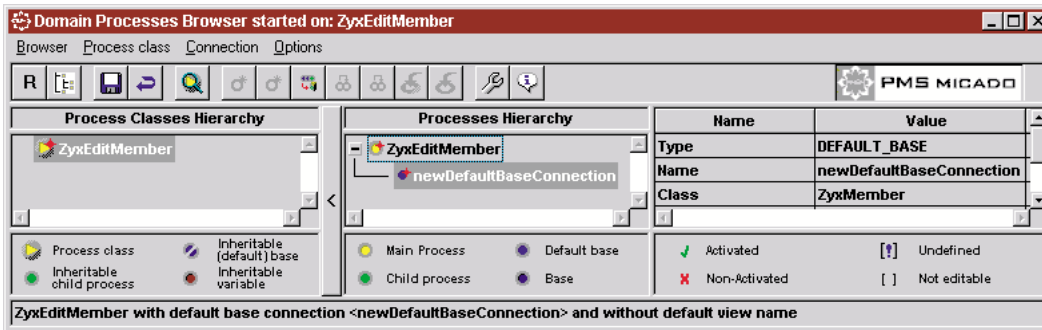 Domain Processes Browser started on: ZyxEditMember
Browser Process class Connection Options
R PMS MICADO
Process Classes Hierarchy
ZyxEditMember
<
Processes Hierarchy
ZyxEditMember
newDefaultBaseConnection
Name Value
Type DEFAULT_BASE
Name newDefaultBaseConnection
Class ZyxMember
Process class
Inheritable (default) base
Inheritable child process
Inheritable variable
Main Process
Default base
Child process
Base
Activated
[!] Undefined
Non-Activated
[ ] Not editable
ZyxEditMember with default base connection <newDefaultBaseConnection> and without default view name